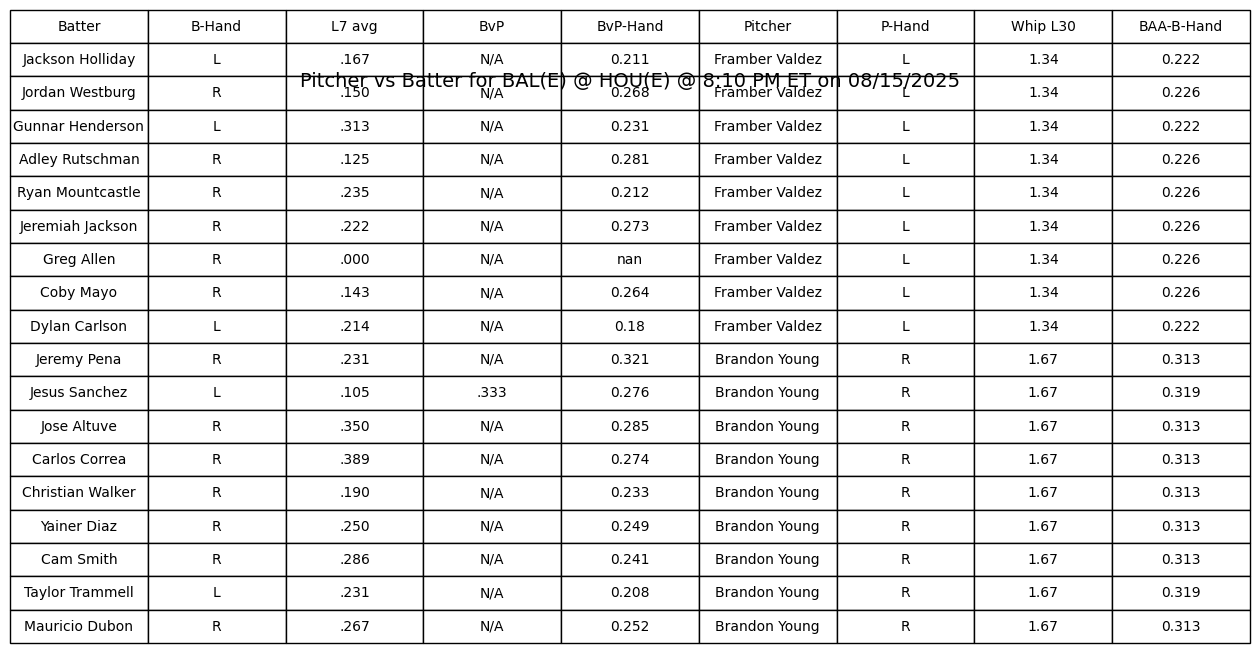 Batter B-Hand L7 avg BvP BvP-Hand Pitcher P-Hand Whip L30 BAA-B-Hand
Jackson Holliday L .167 N/A 0.211 Framber Valdez L 1.34 0.222
Pitcher vs Batter for BAL(E) @ HOU(E) @ 8:10 PM ET on 08/15/2025
Jordan Westburg R .150 N/A 0.268 Framber Valdez L 1.34 0.226
Gunnar Henderson L .313 N/A 0.231 Framber Valdez L 1.34 0.222
Adley Rutschman R .125 N/A 0.281 Framber Valdez L 1.34 0.226
Ryan Mountcastle R .235 N/A 0.212 Framber Valdez L 1.34 0.226
Jeremiah Jackson R .222 N/A 0.273 Framber Valdez L 1.34 0.226
Greg Allen R .000 N/A nan Framber Valdez L 1.34 0.226
Coby Mayo R .143 N/A 0.264 Framber Valdez L 1.34 0.226
Dylan Carlson L .214 N/A 0.18 Framber Valdez L 1.34 0.222
Jeremy Pena R .231 N/A 0.321 Brandon Young R 1.67 0.313
Jesus Sanchez L .105 .333 0.276 Brandon Young R 1.67 0.319
Jose Altuve R .350 N/A 0.285 Brandon Young R 1.67 0.313
Carlos Correa R .389 N/A 0.274 Brandon Young R 1.67 0.313
Christian Walker R .190 N/A 0.233 Brandon Young R 1.67 0.313
Yainer Diaz R .250 N/A 0.249 Brandon Young R 1.67 0.313
Cam Smith R .286 N/A 0.241 Brandon Young R 1.67 0.313
Taylor Trammell L .231 N/A 0.208 Brandon Young R 1.67 0.319
Mauricio Dubon R .267 N/A 0.252 Brandon Young R 1.67 0.313